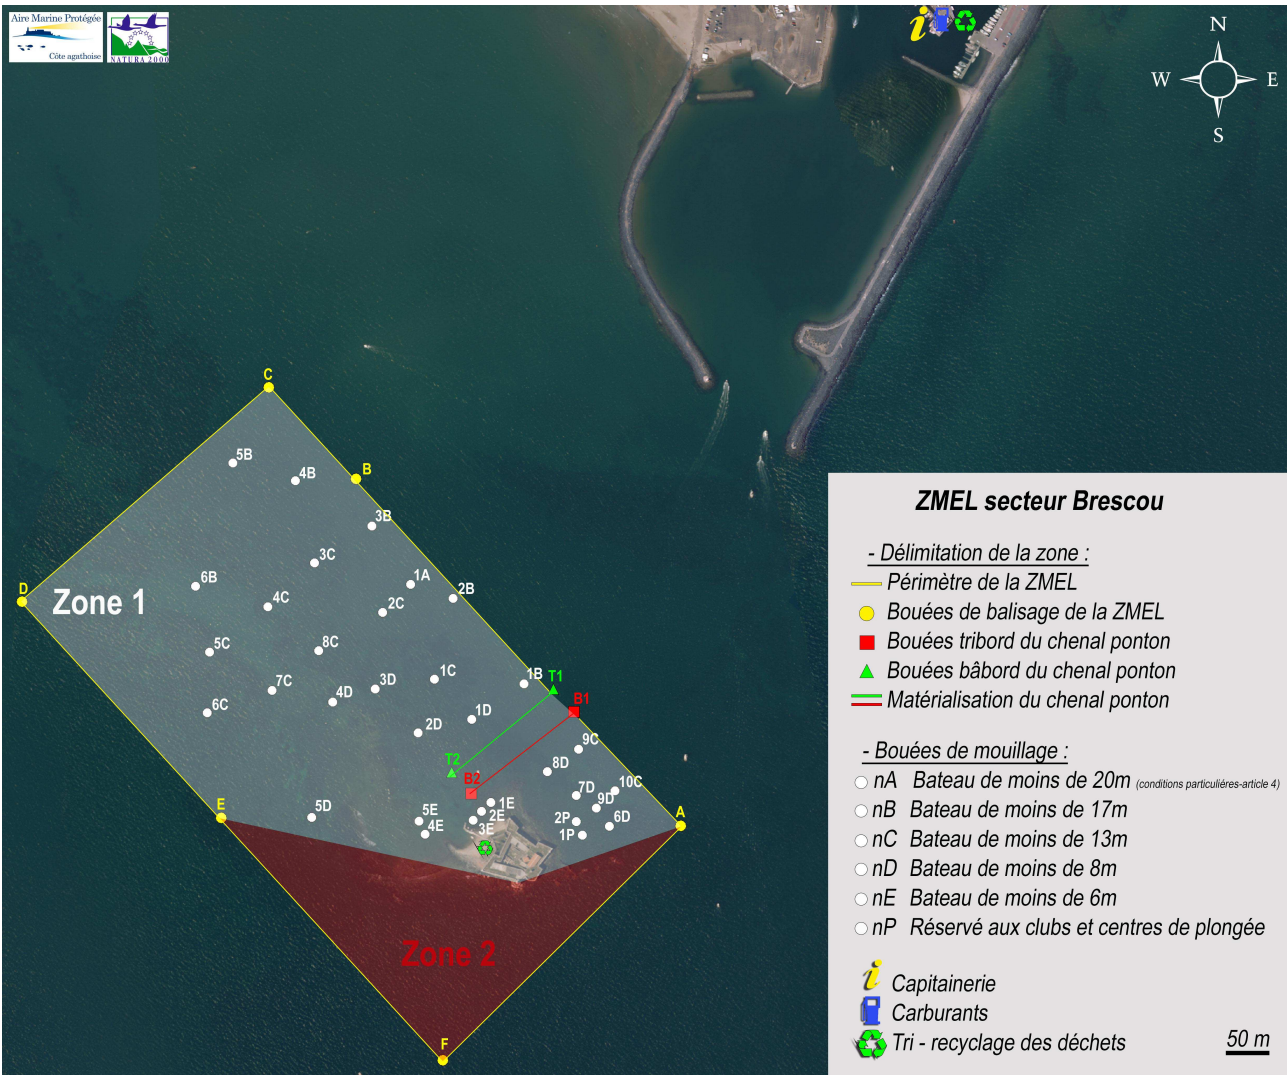 Aire Marine Protégée
Côte agathoise
NATURA 2000
N
W E
S
C
B
5B
4B
3B
3C
1A
2B
6B
D
Zone 1
4C
2C
5C
8C
7C
1C
1B
T1
3D
4D
6C
B1
1D
2D
9C
T2
8D
B2
10C
7D
1E
9D
E
5D
5E
2E
2P
6D
A
4E
3E
1P
Zone 2
F
ZMEL secteur Brescou
- Délimitation de la zone :
Périmètre de la ZMEL
Bouées de balisage de la ZMEL
Bouées tribord du chenal ponton
Bouées bâbord du chenal ponton
Matérialisation du chenal ponton
- Bouées de mouillage :
nA Bateau de moins de 20m (conditions particuliéres-article 4)
nB Bateau de moins de 17m
nC Bateau de moins de 13m
nD Bateau de moins de 8m
nE Bateau de moins de 6m
nP Réservé aux clubs et centres de plongée
Capitainerie
Carburants
Tri - recyclage des déchets
50 m